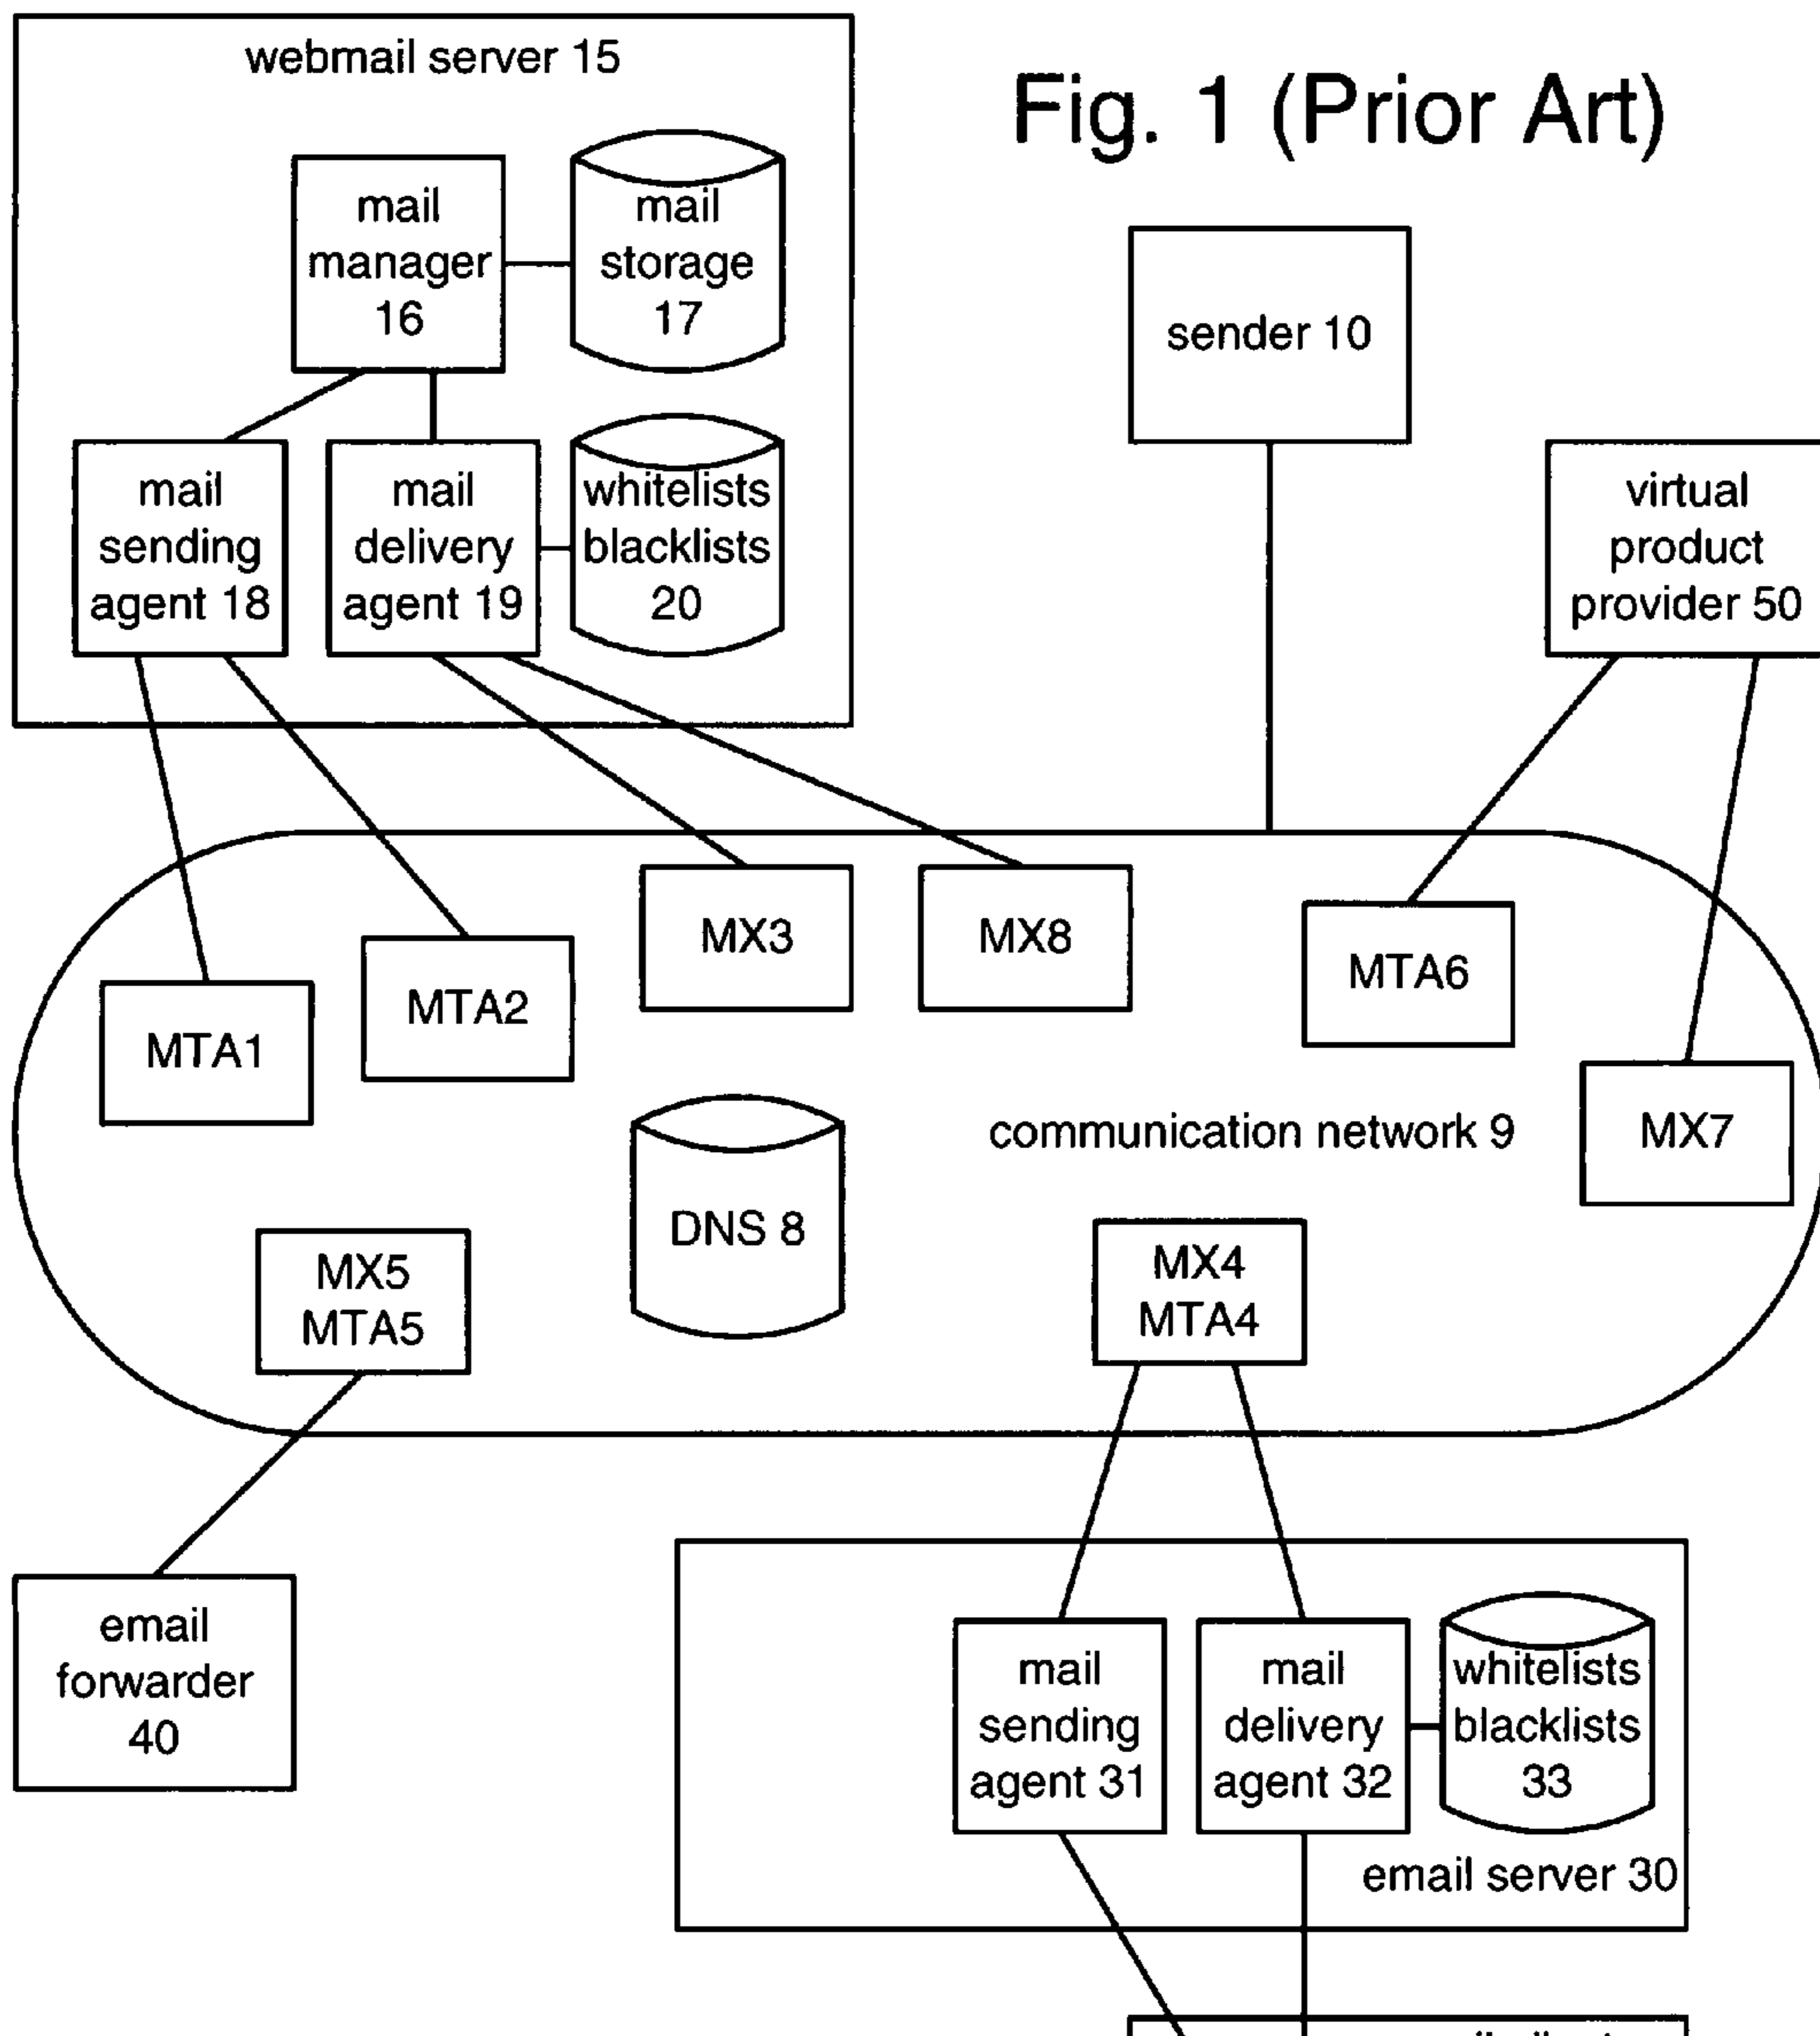 webmail server 15
Fig. 1 (Prior Art)
mail
manager
16
mail
storage
17
sender 10
mail
sending
agent 18
mail
delivery
agent 19
whitelists
blacklists
20
virtual
product
provider 50
MX3
MX8
MTA6
MTA2
MTA1
communication network 9
MX7
DNS 8
MX5
MTA5
MX4
MTA4
email
forwarder
40
mail
sending
agent 31
mail
delivery
agent 32
whitelists
blacklists
33
email server 30